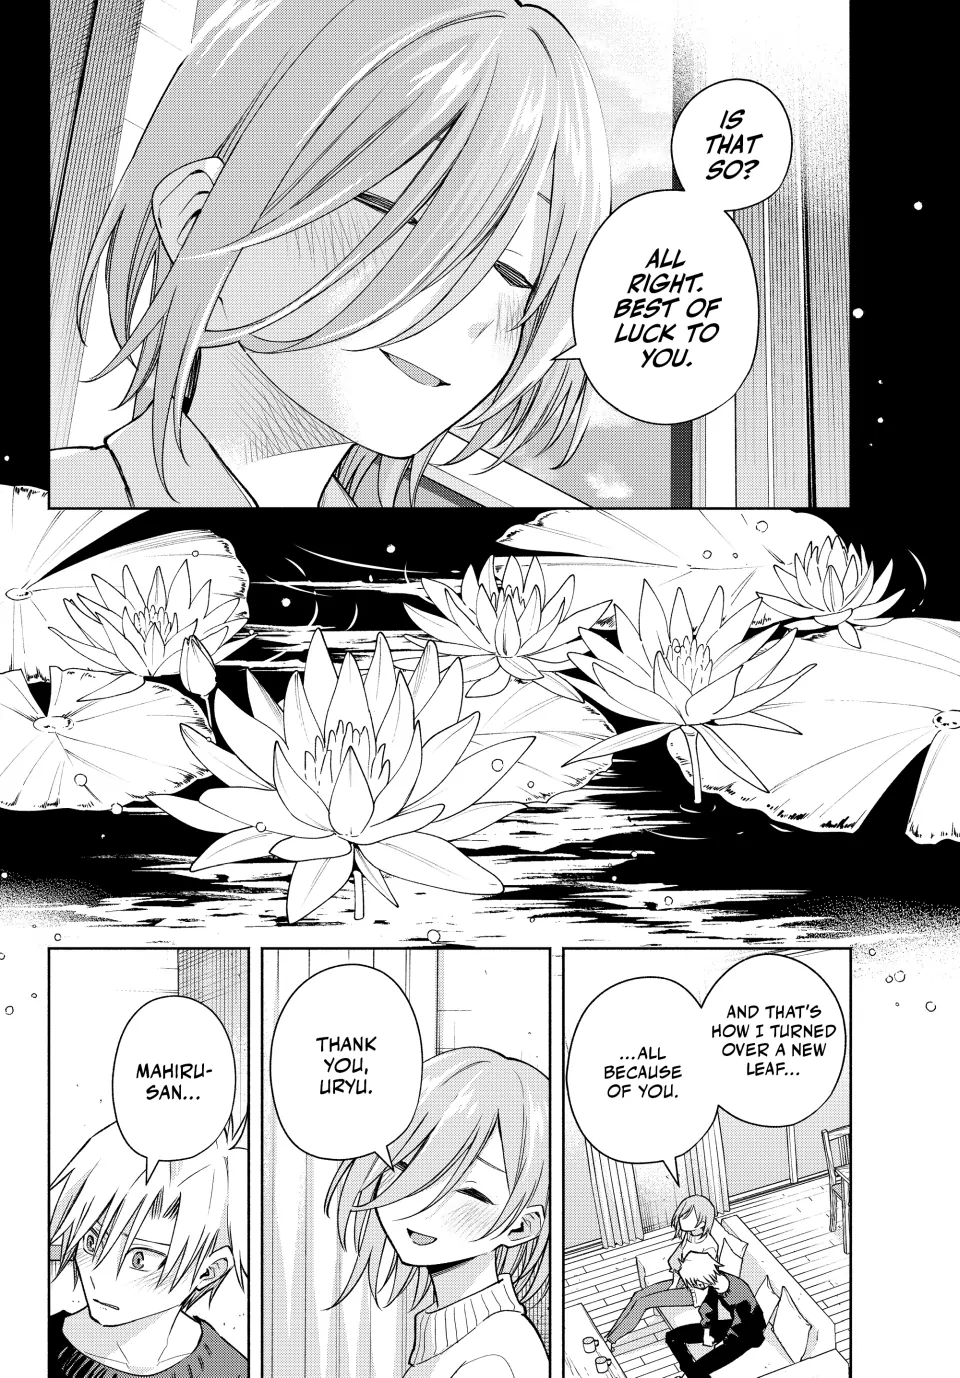 IS
THAT
SO?
ALL
RIGHT.
BEST OF
LUCK TO
YOU.
AND THAT'S
HOW I TURNED
OVER A NEW
LEAF...
...ALL
BECAUSE
OF YOU.
THANK
YOU,
URYU.
MAHIRU-
SAN...